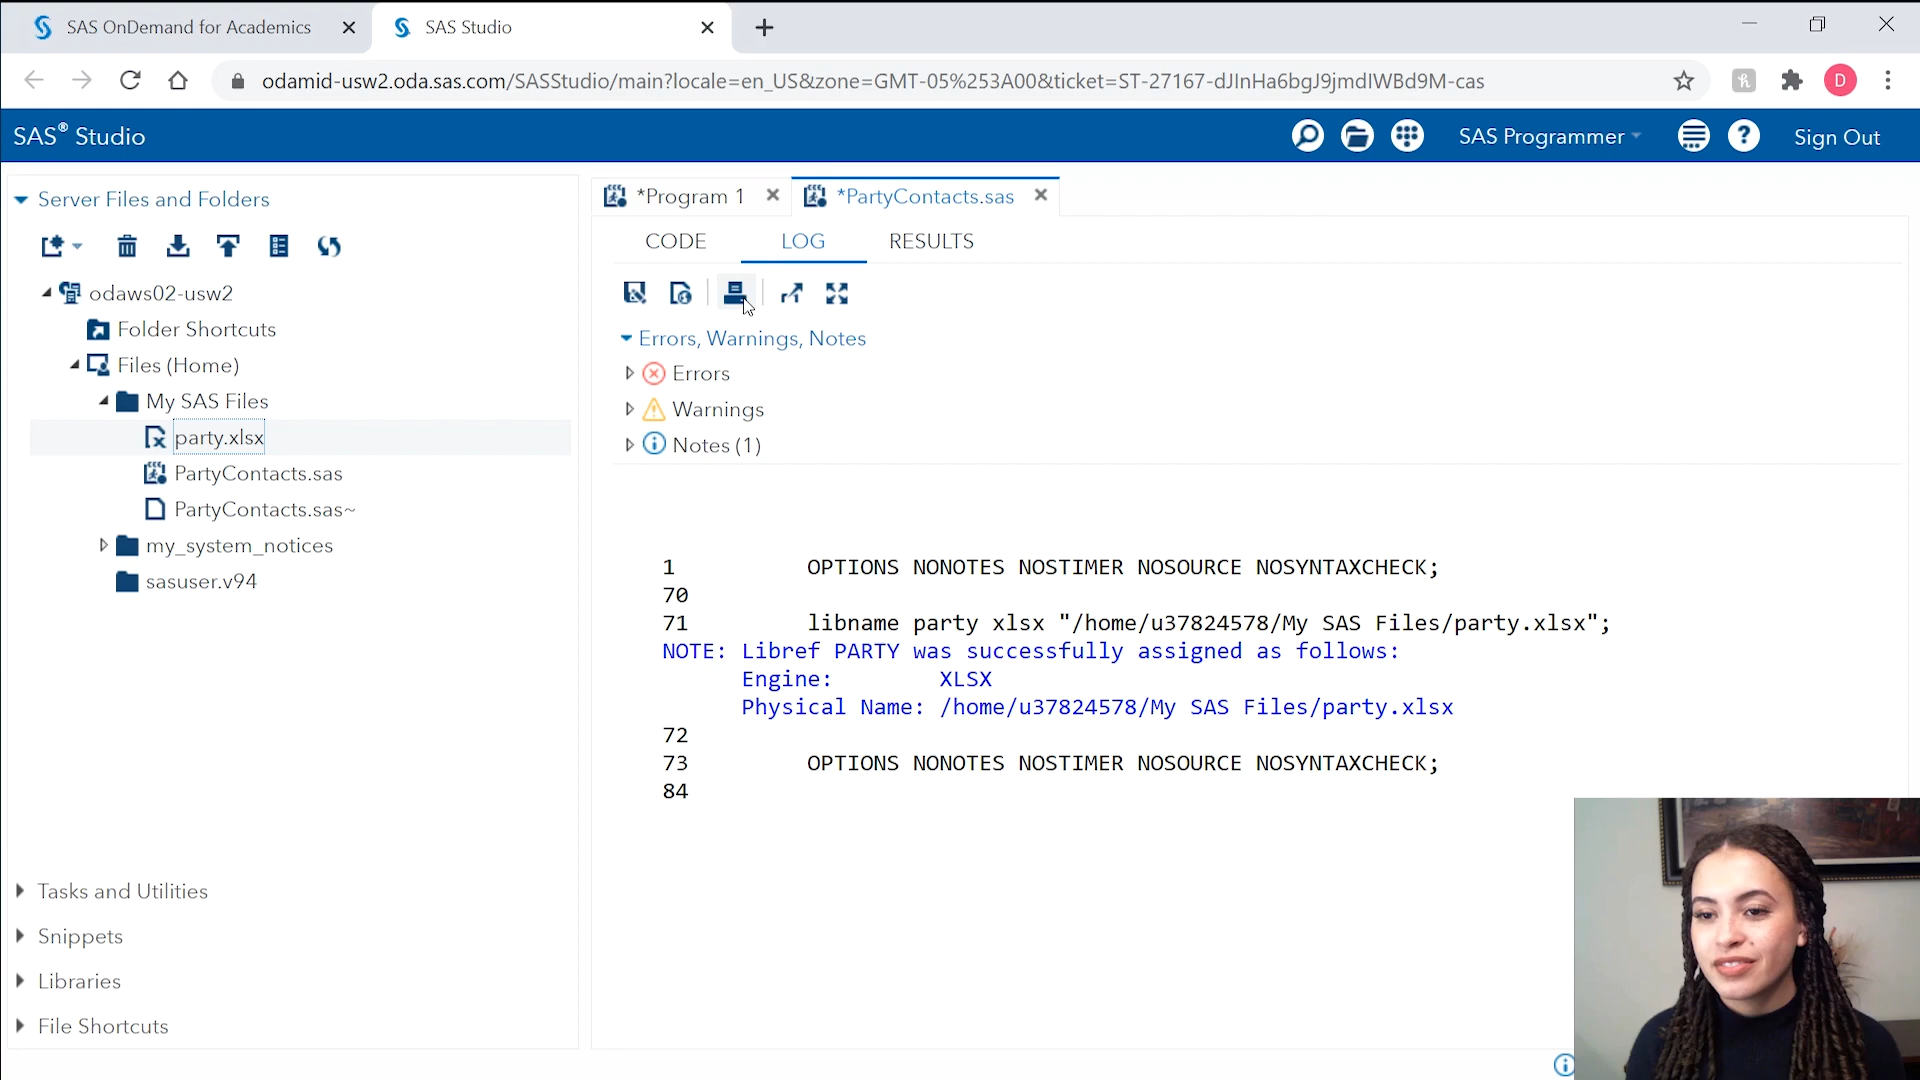 SAS OnDemand for Academics
SAS Studio
odamid-usw2.oda.sas.com/SASStudio/main?locale=en_US&zone=GMT-05%253A00&ticket=ST-27167-dJInHa6bgJ9jmdIWBd9M-cas
h
D
SAS® Studio
SAS Programmer
?
Sign Out
Server Files and Folders
odaws02-usw2
Folder Shortcuts
Files (Home)
My SAS Files
party.xlsx
PartyContacts.sas
PartyContacts.sas~
my_system_notices
sasuser.v94
Tasks and Utilities
Snippets
Libraries
File Shortcuts
*Program 1
*PartyContacts.sas
CODE
LOG
RESULTS
Errors, Warnings, Notes
Errors
Warnings
Notes (1)
1 OPTIONS NONOTES NOSTIMER NOSOURCE NOSYNTAXCHECK;
70
71 libname party xlsx "/home/u37824578/My SAS Files/party.xlsx";
NOTE: Libref PARTY was successfully assigned as follows:
Engine: XLSX
Physical Name: /home/u37824578/My SAS Files/party.xlsx
72
73 OPTIONS NONOTES NOSTIMER NOSOURCE NOSYNTAXCHECK;
84